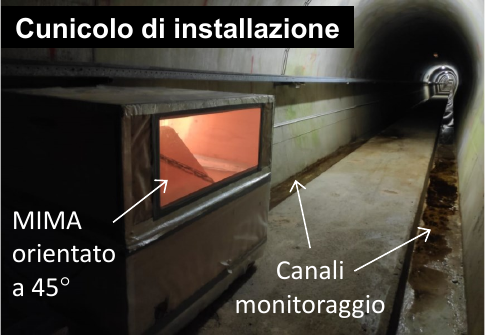 Cunicolo di installazione
MIMA
orientato
a 45°
Canali
monitoraggio